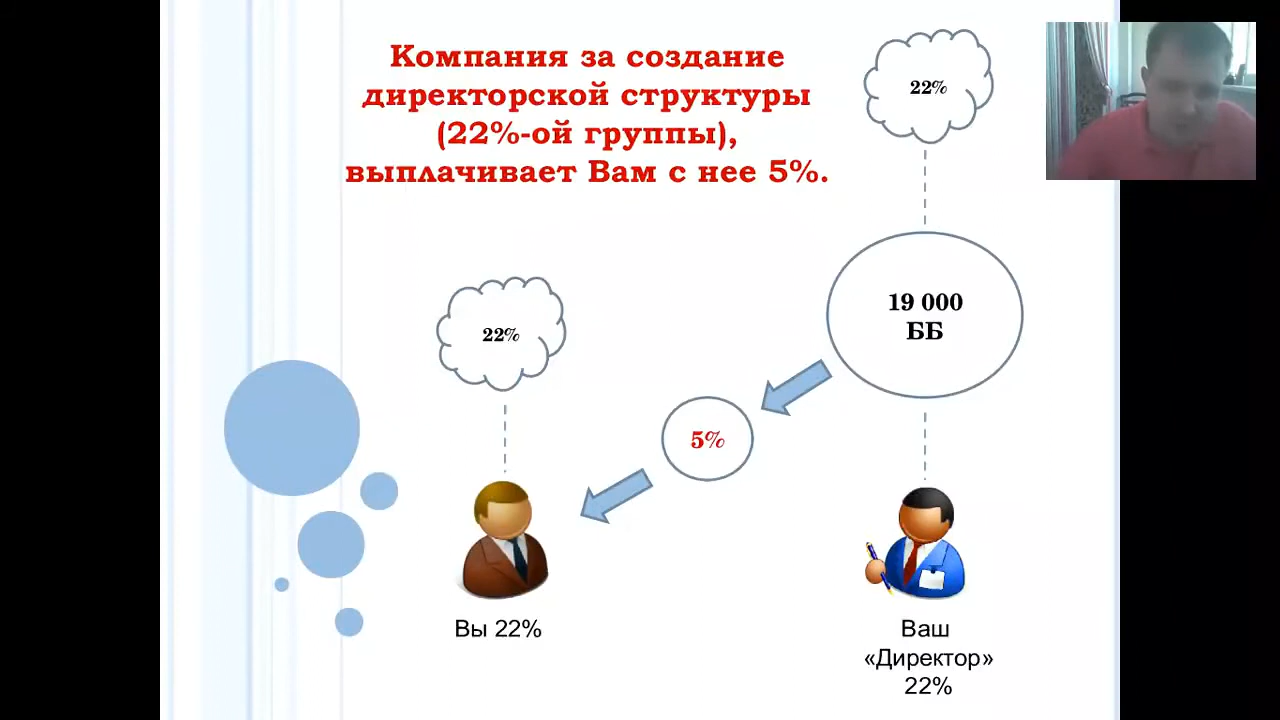 Компания за создание
директорской структуры
(22%-ой группы),
выплачивает Вам с нее 5%.
22%
19 000
ББ
22%
5%
Вы 22%
Ваш
«Директор»
22%